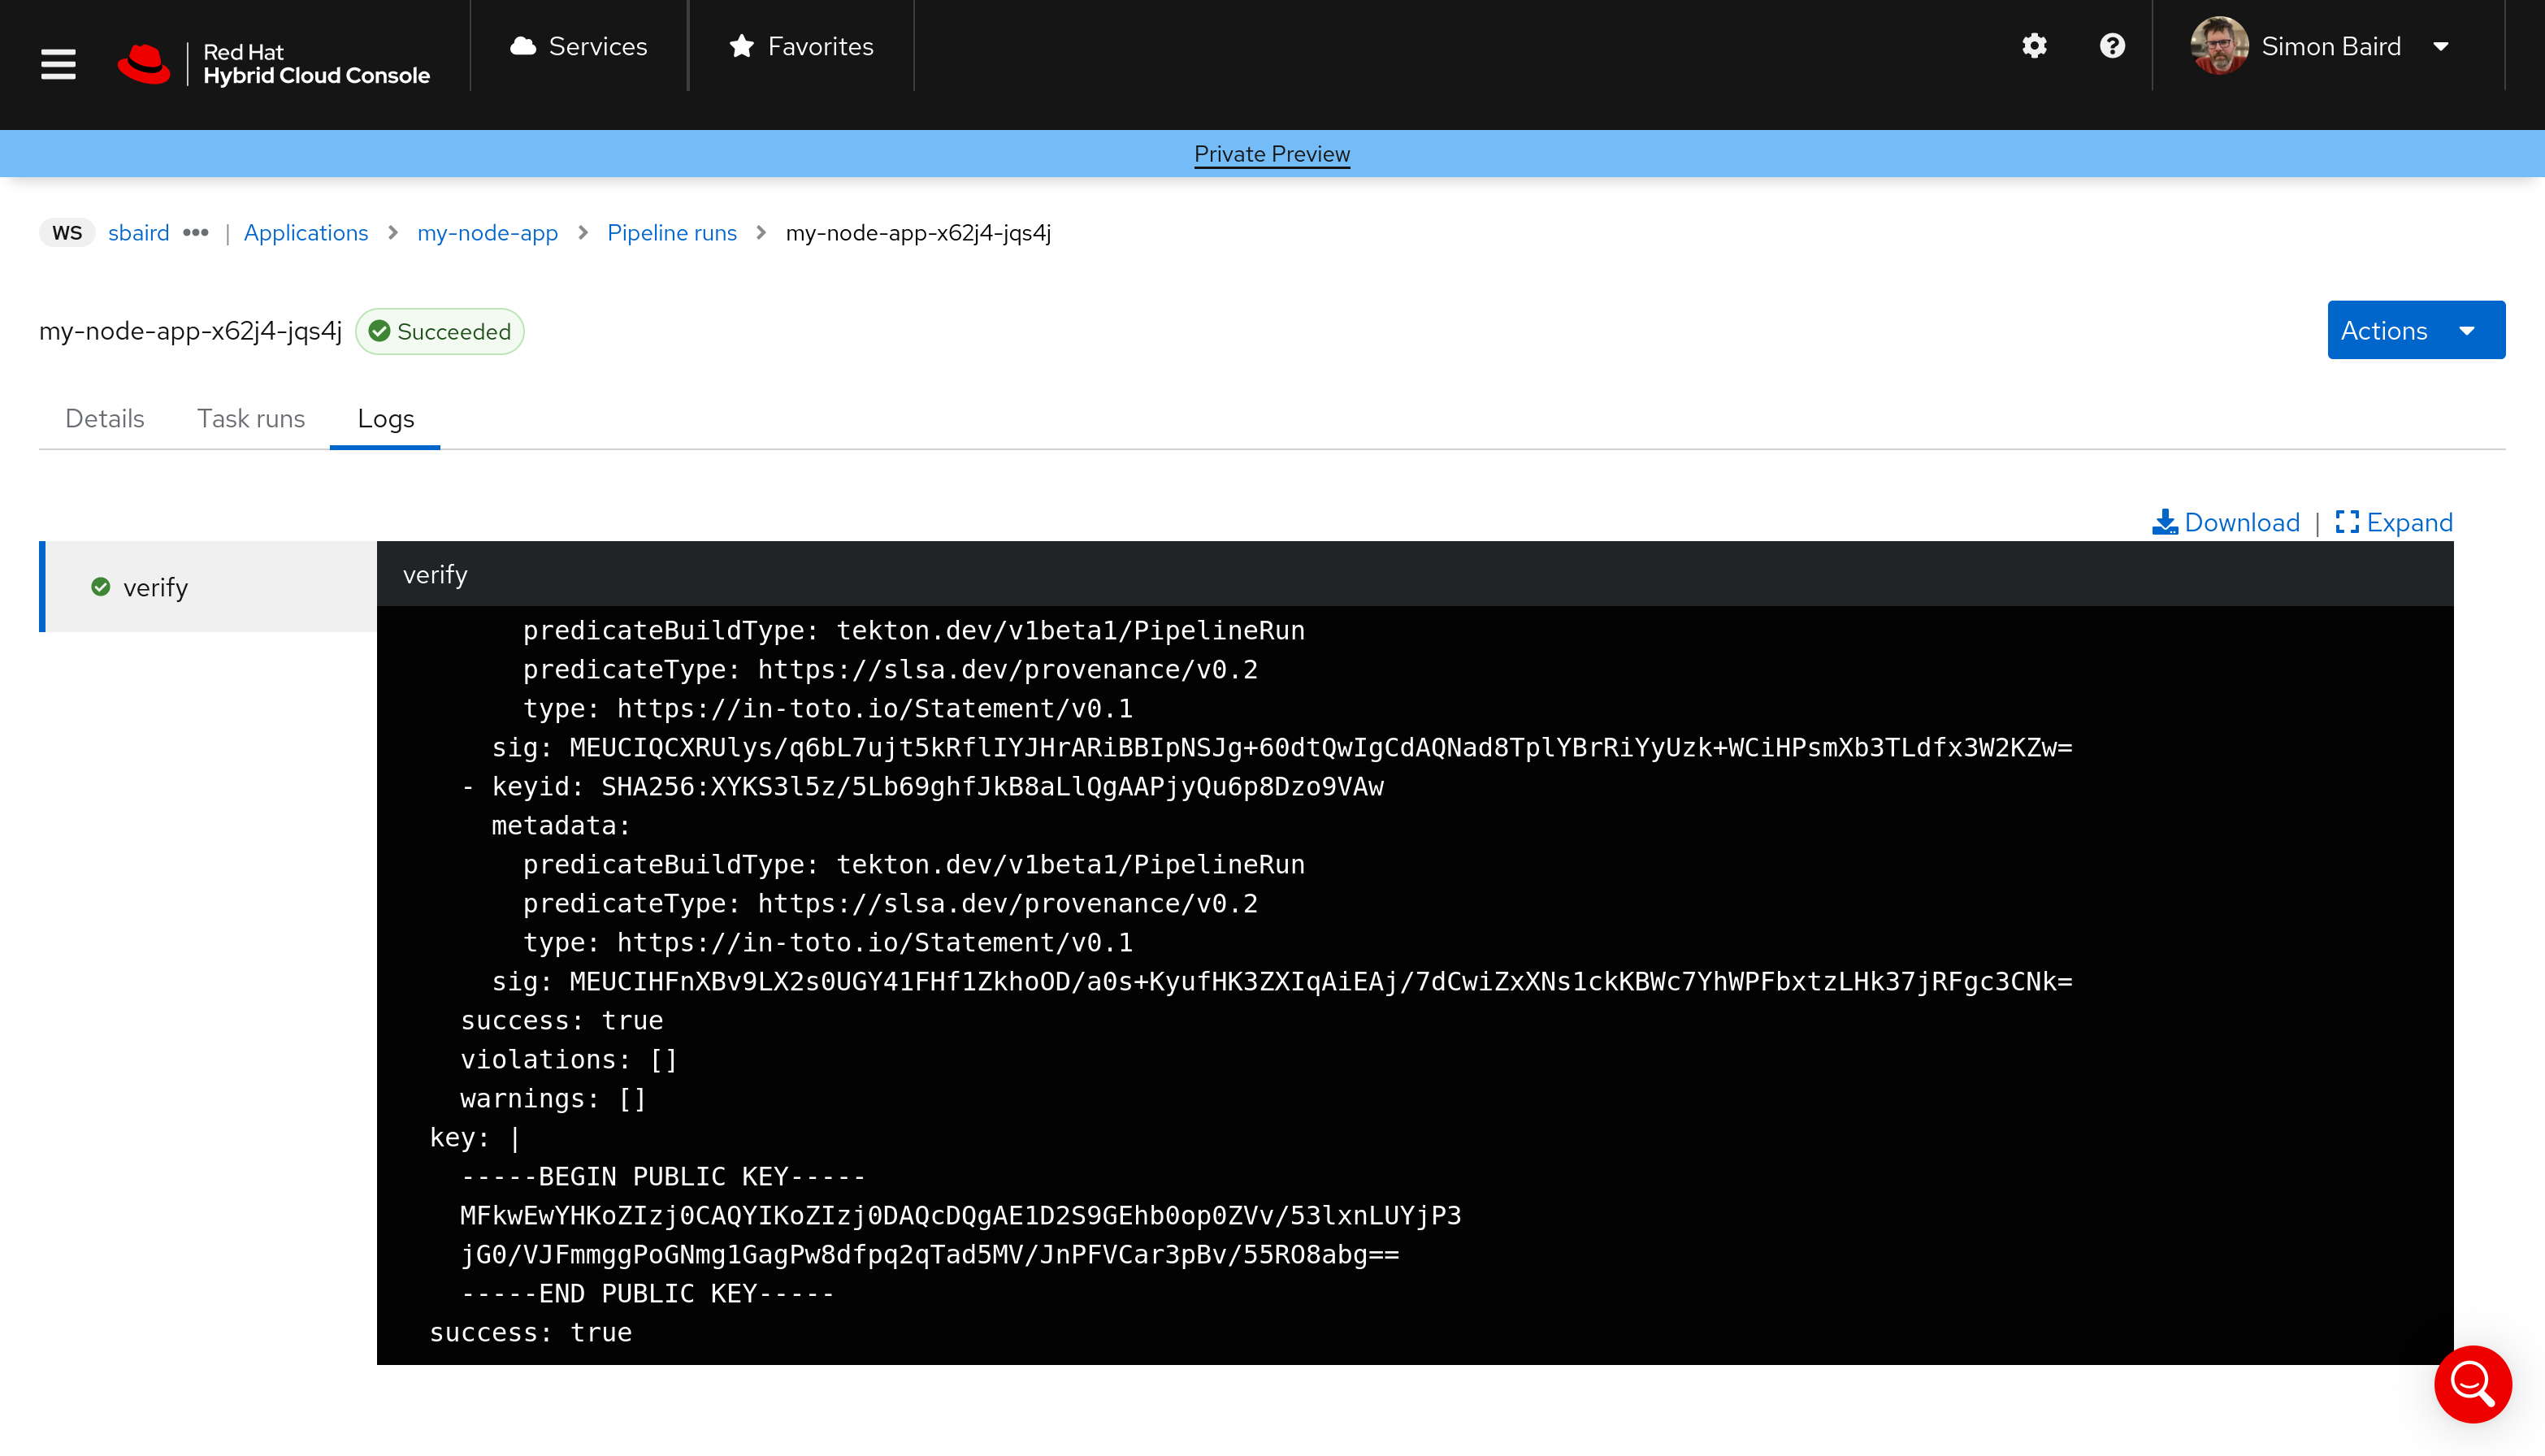 Red Hat
Hybrid Cloud Console
Services
Favorites
Simon Baird
Private Preview
WS sbaird ••• | Applications > my-node-app > Pipeline runs > my-node-app-x62j4-jqs4j
my-node-app-x62j4-jqs4j Succeeded
Actions
Details Task runs Logs
Download | Expand
verify
verify
predicateBuildType: tekton.dev/v1beta1/PipelineRun
predicateType: https://slsa.dev/provenance/v0.2
type: https://in-toto.io/Statement/v0.1
sig: MEUCIQCXRUlys/q6bL7ujt5kRflIYJHrARiBBIpNSJg+60dtQwIgCdAQNad8TplYBrRiYyUzk+WCiHPsmXb3TLdfx3W2KZw=
- keyid: SHA256:XYKS3l5z/5Lb69ghfJkB8aLlQgAAPjyQu6p8Dzo9VAw
metadata:
predicateBuildType: tekton.dev/v1beta1/PipelineRun
predicateType: https://slsa.dev/provenance/v0.2
type: https://in-toto.io/Statement/v0.1
sig: MEUCIHFnXBv9LX2s0UGY41FHf1ZkhoOD/a0s+KyufHK3ZXIqAiEAj/7dCwiZxXNs1ckKBWc7YhWPFbxtzLHk37jRFgc3CNk=
success: true
violations: []
warnings: []
key: |
-----BEGIN PUBLIC KEY-----
MFkwEwYHKoZIzj0CAQYIKoZIzj0DAQcDQgAE1D2S9GEhb0op0ZVv/53lxnLUYjP3
jG0/VJFmmggPoGNmg1GagPw8dfpq2qTad5MV/JnPFVCar3pBv/55RO8abg==
-----END PUBLIC KEY-----
success: true